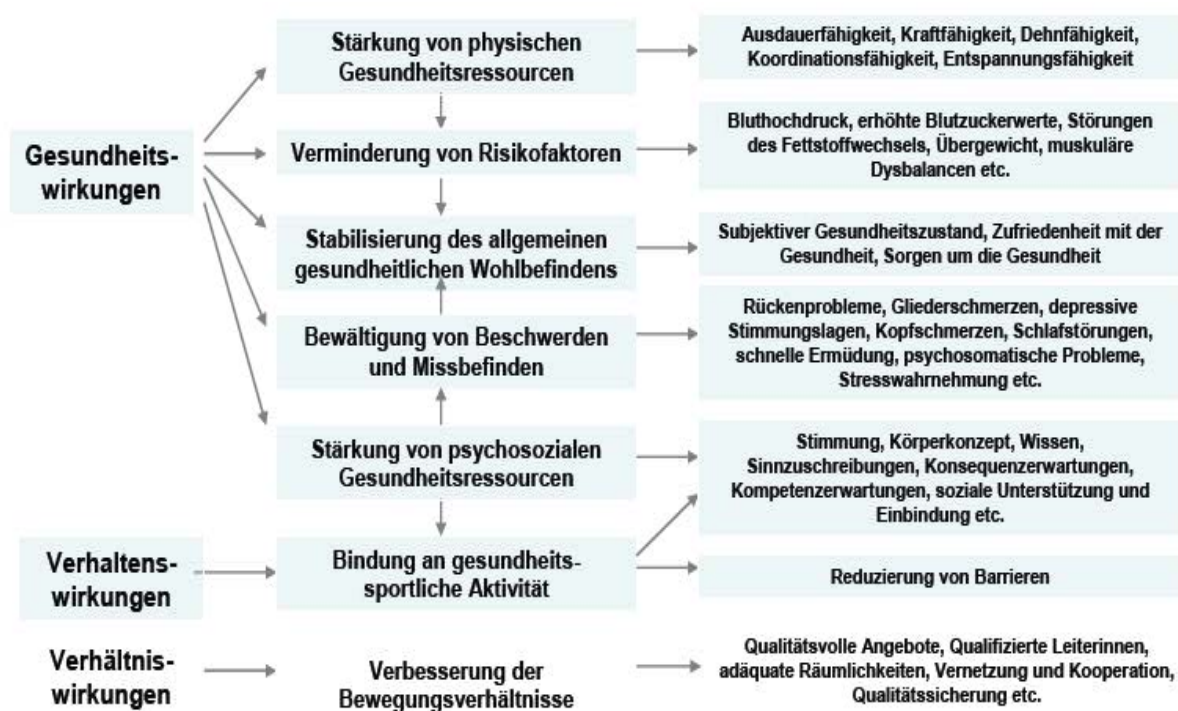 Stärkung von physischen
Gesundheitsressourcen
Ausdauerfähigkeit, Kraftfähigkeit, Dehnfähigkeit,
Koordinationsfähigkeit, Entspannungsfähigkeit
Gesundheits-
wirkungen
Verminderung von Risikofaktoren
Bluthochdruck, erhöhte Blutzuckerwerte, Störungen
des Fettstoffwechsels, Übergewicht, muskuläre
Dysbalancen etc.
Stabilisierung des allgemeinen
gesundheitlichen Wohlbefindens
Subjektiver Gesundheitszustand, Zufriedenheit mit der
Gesundheit, Sorgen um die Gesundheit
Bewältigung von Beschwerden
und Missbefinden
Rückenprobleme, Gliederschmerzen, depressive
Stimmungslagen, Kopfschmerzen, Schlafstörungen,
schnelle Ermüdung, psychosomatische Probleme,
Stresswahrnehmung etc.
Stärkung von psychosozialen
Gesundheitsressourcen
Stimmung, Körperkonzept, Wissen,
Sinnzuschreibungen, Konsequenzerwartungen,
Kompetenzerwartungen, soziale Unterstützung und
Einbindung etc.
Verhaltens-
wirkungen
Bindung an gesundheits-
sportliche Aktivität
Reduzierung von Barrieren
Verhältnis-
wirkungen
Verbesserung der
Bewegungsverhältnisse
Qualitätsvolle Angebote, Qualifizierte Leiterinnen,
adäquate Räumlichkeiten, Vernetzung und Kooperation,
Qualitätssicherung etc.